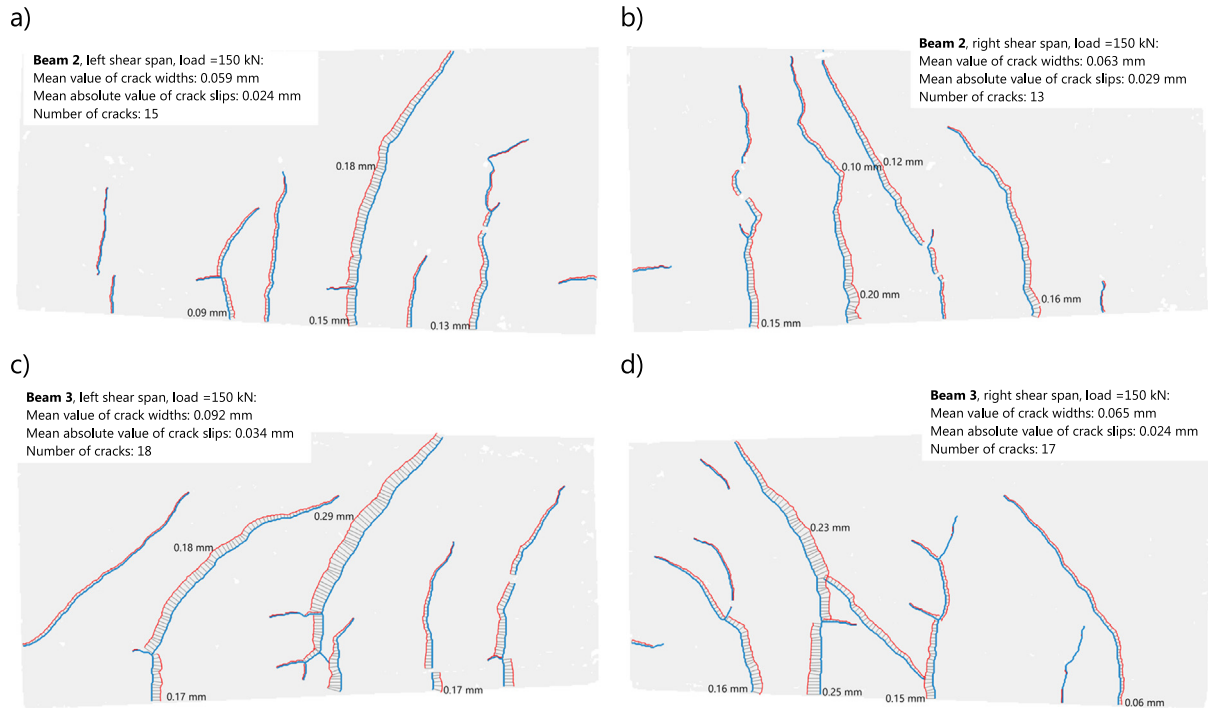 a)
Beam 2, left shear span, load =150 kN:
Mean value of crack widths: 0.059 mm
Mean absolute value of crack slips: 0.024 mm
Number of cracks: 15
0.18 mm
0.09 mm
0.15 mm
0.13 mm
b)
Beam 2, right shear span, load =150 kN:
Mean value of crack widths: 0.063 mm
Mean absolute value of crack slips: 0.029 mm
Number of cracks: 13
0.10 mm
0.12 mm
0.20 mm
0.16 mm
0.15 mm
c)
Beam 3, left shear span, load =150 kN:
Mean value of crack widths: 0.092 mm
Mean absolute value of crack slips: 0.034 mm
Number of cracks: 18
0.29 mm
0.18 mm
0.17 mm
0.17 mm
d)
Beam 3, right shear span, load =150 kN:
Mean value of crack widths: 0.065 mm
Mean absolute value of crack slips: 0.024 mm
Number of cracks: 17
0.23 mm
0.16 mm
0.25 mm
0.15 mm
0.06 mm